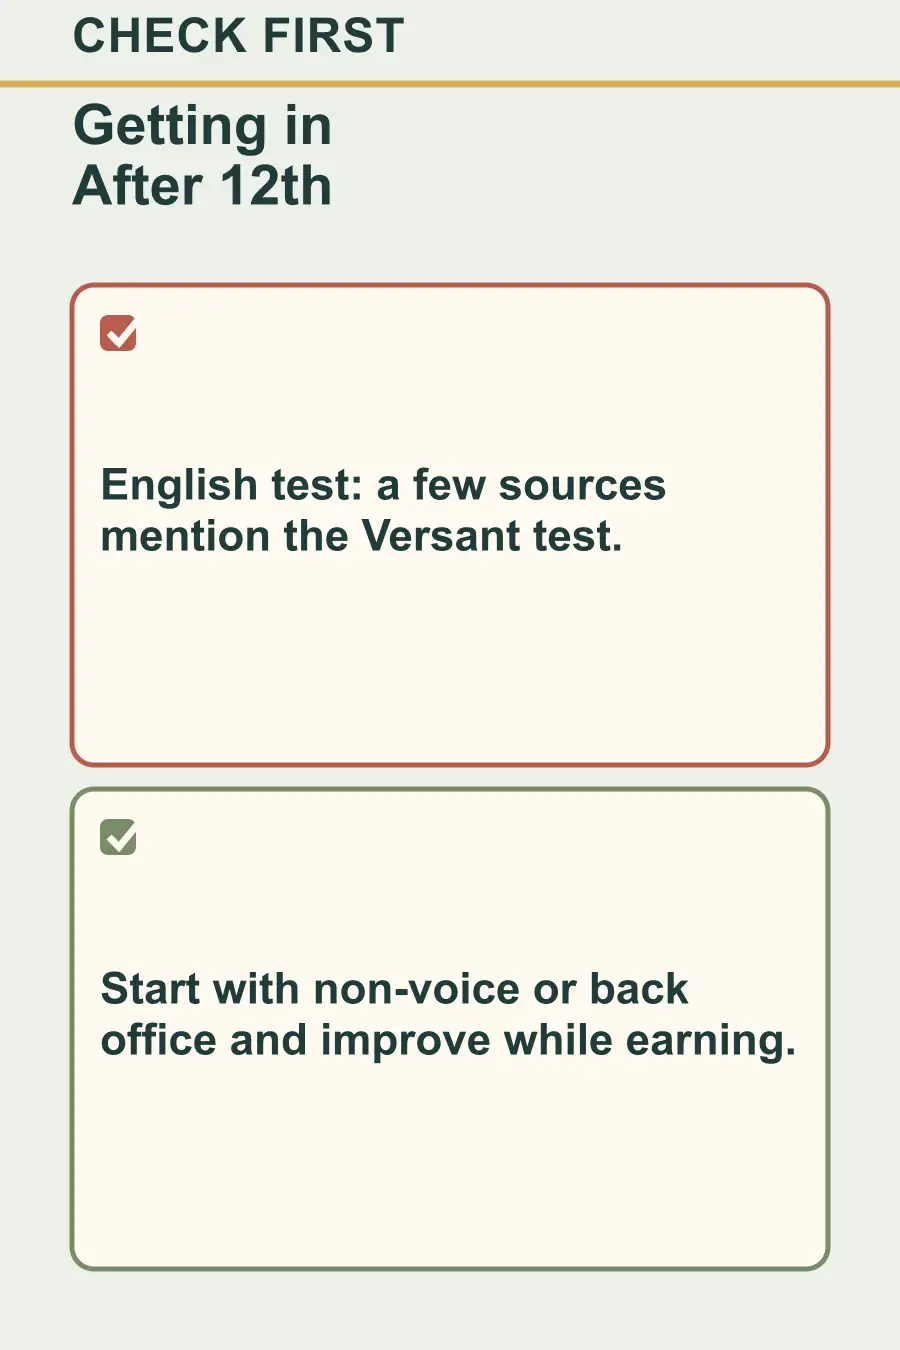 CHECK FIRST
Getting in
After 12th
English test: a few sources
mention the Versant test.
Start with non-voice or back
office and improve while earning.